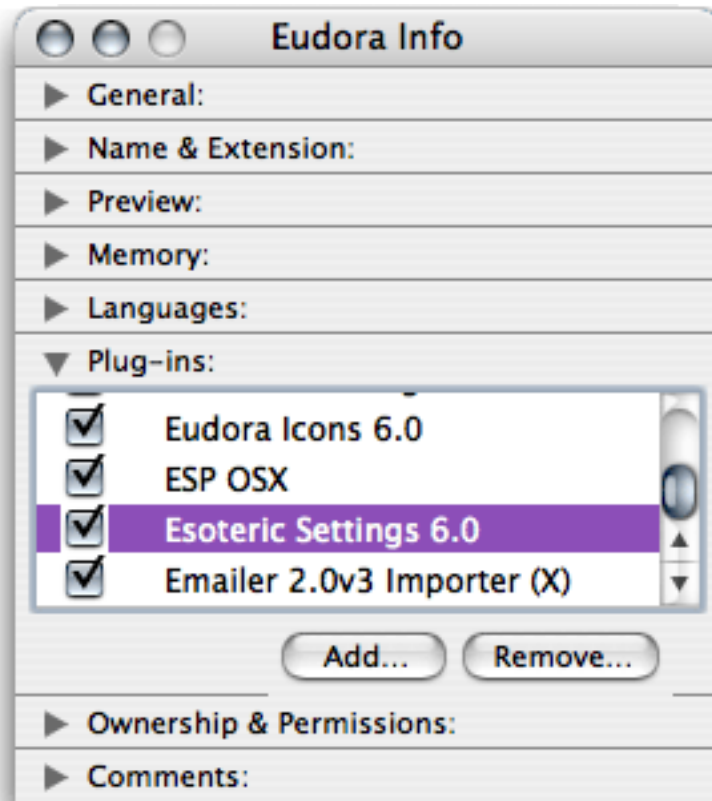 Eudora Info
General:
Name & Extension:
Preview:
Memory:
Languages:
Plug-ins:
Eudora Icons 6.0
ESP OSX
Esoteric Settings 6.0
Emailer 2.0v3 Importer (X)
Add... Remove...
Ownership & Permissions:
Comments: